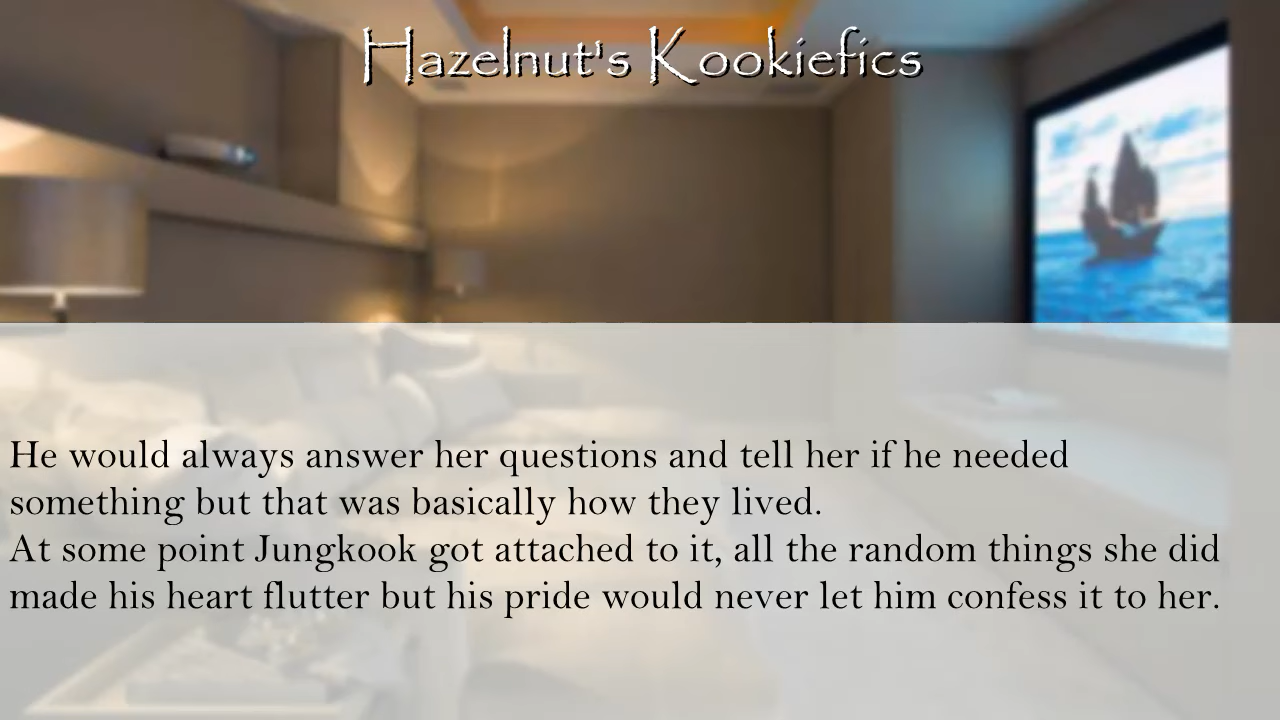 Hazelnut's Kookiefics
He would always answer her questions and tell her if he needed
something but that was basically how they lived.
At some point Jungkook got attached to it, all the random things she did
made his heart flutter but his pride would never let him confess it to her.